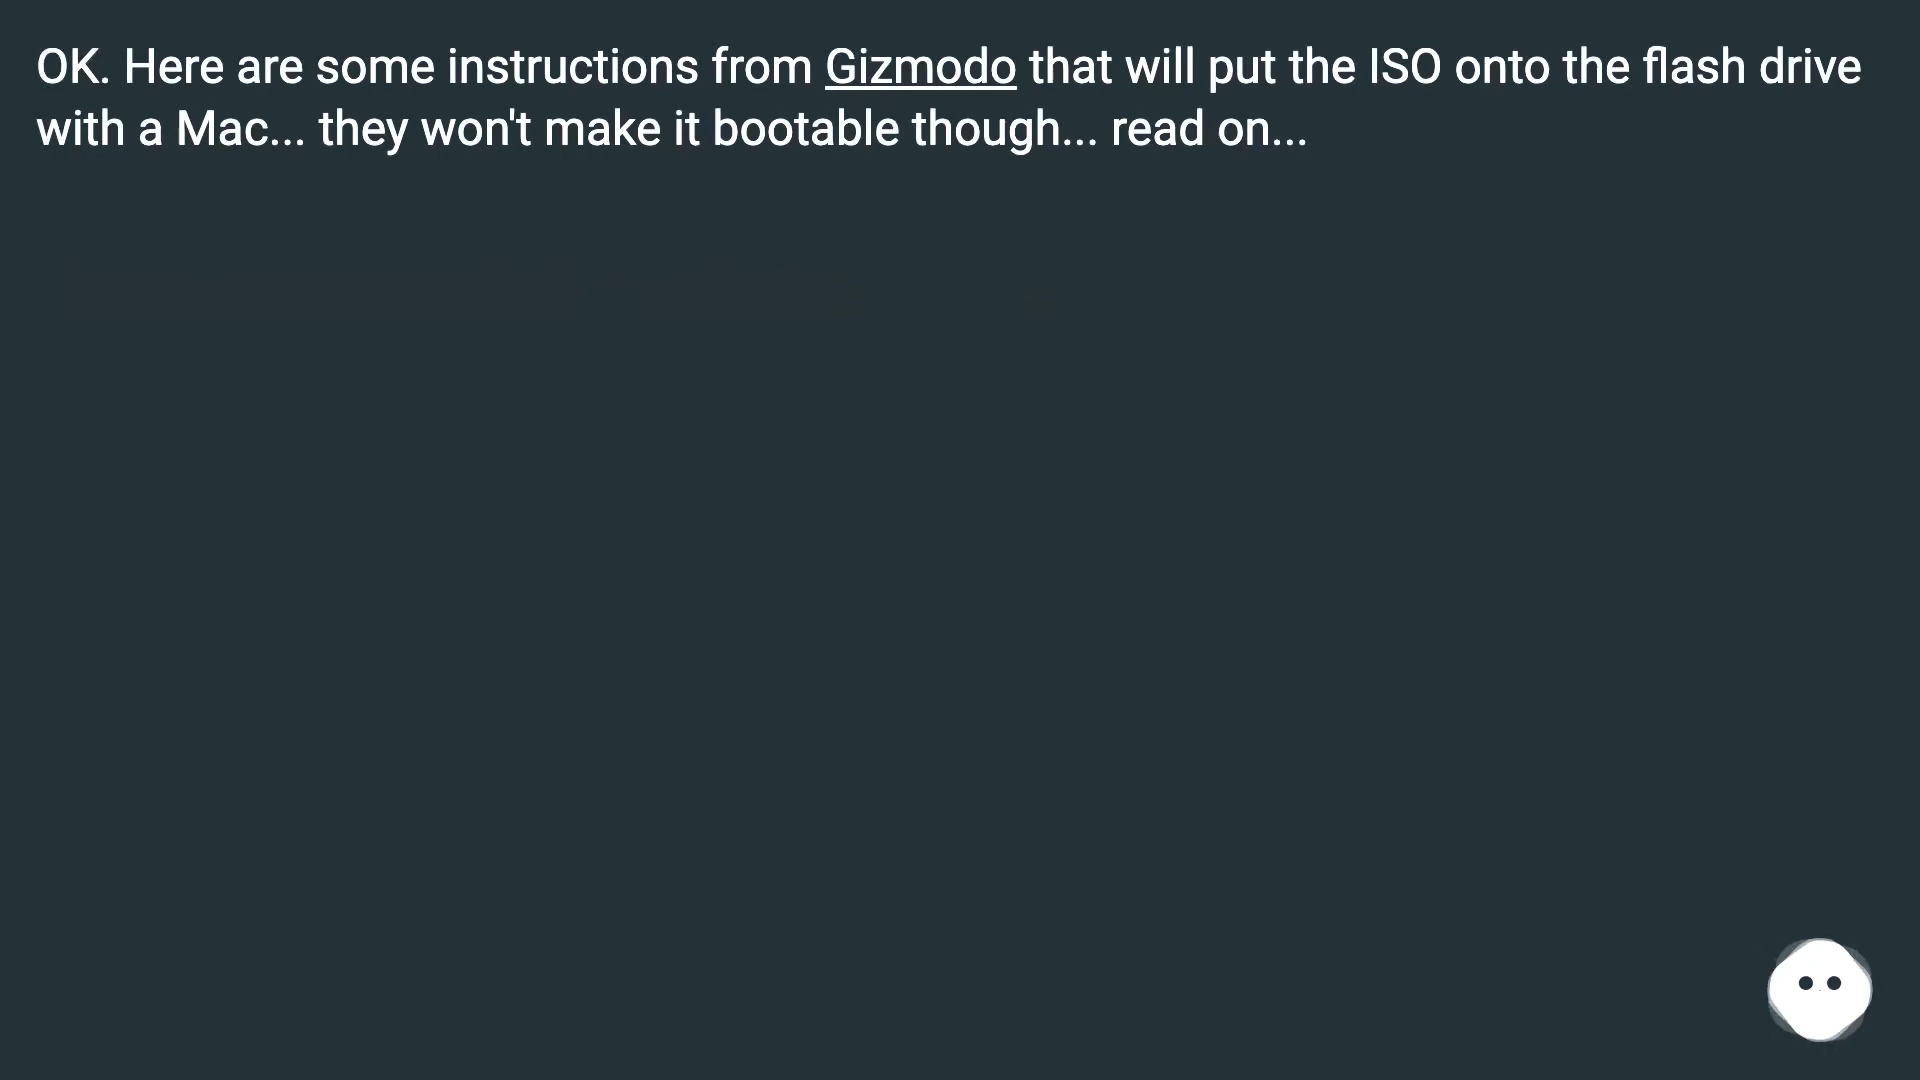 OK. Here are some instructions from Gizmodo that will put the ISO onto the flash drive
with a Mac... they won't make it bootable though... read on...